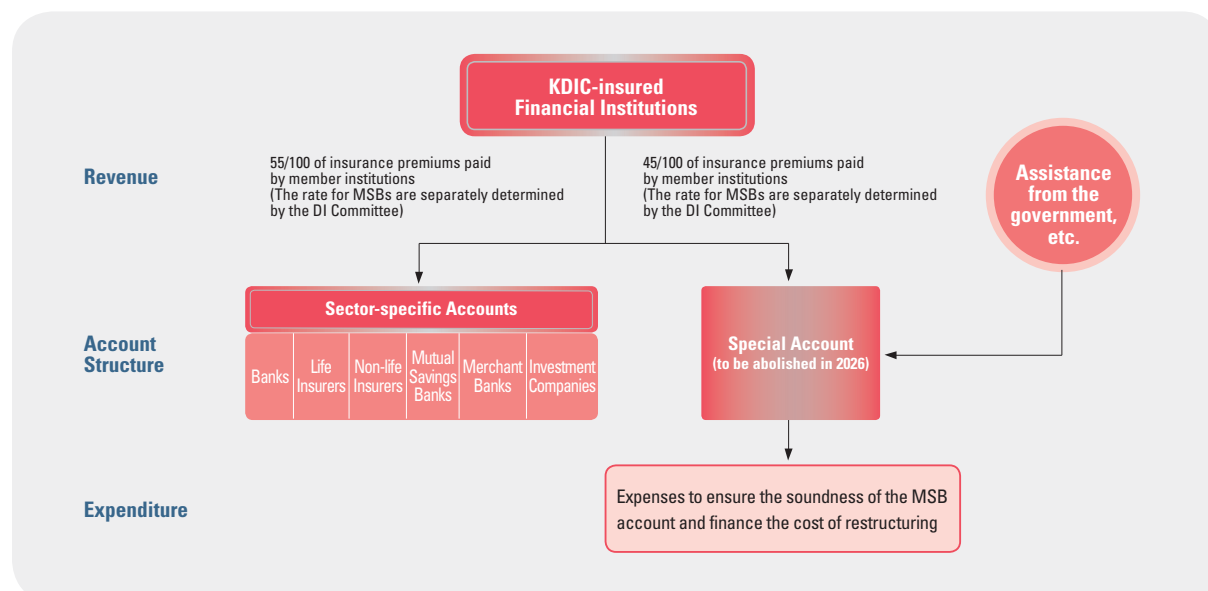 KDIC-insured
Financial Institutions
Revenue
55/100 of insurance premiums paid
by member institutions
(The rate for MSBs are separately determined
by the DI Committee)
45/100 of insurance premiums paid
by member institutions
(The rate for MSBs are separately determined
by the DI Committee)
Assistance
from the
government,
etc.
Account
Structure
Sector-specific Accounts
Banks
Life
Insurers
Non-life
Insurers
Mutual
Savings
Banks
Merchant
Banks
Investment
Companies
Special Account
(to be abolished in 2026)
Expenditure
Expenses to ensure the soundness of the MSB
account and finance the cost of restructuring